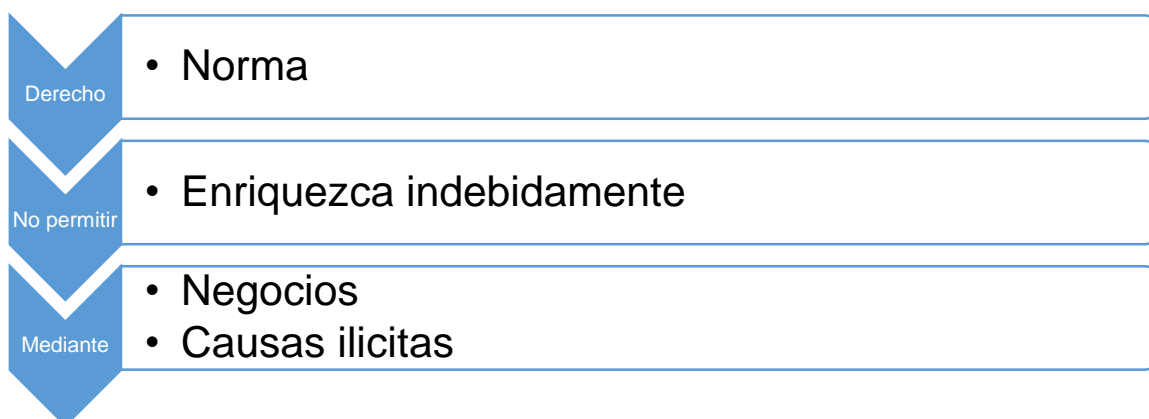 Derecho
• Norma
No permitir
• Enriquezca indebidamente
Mediante
• Negocios
• Causas ilicitas